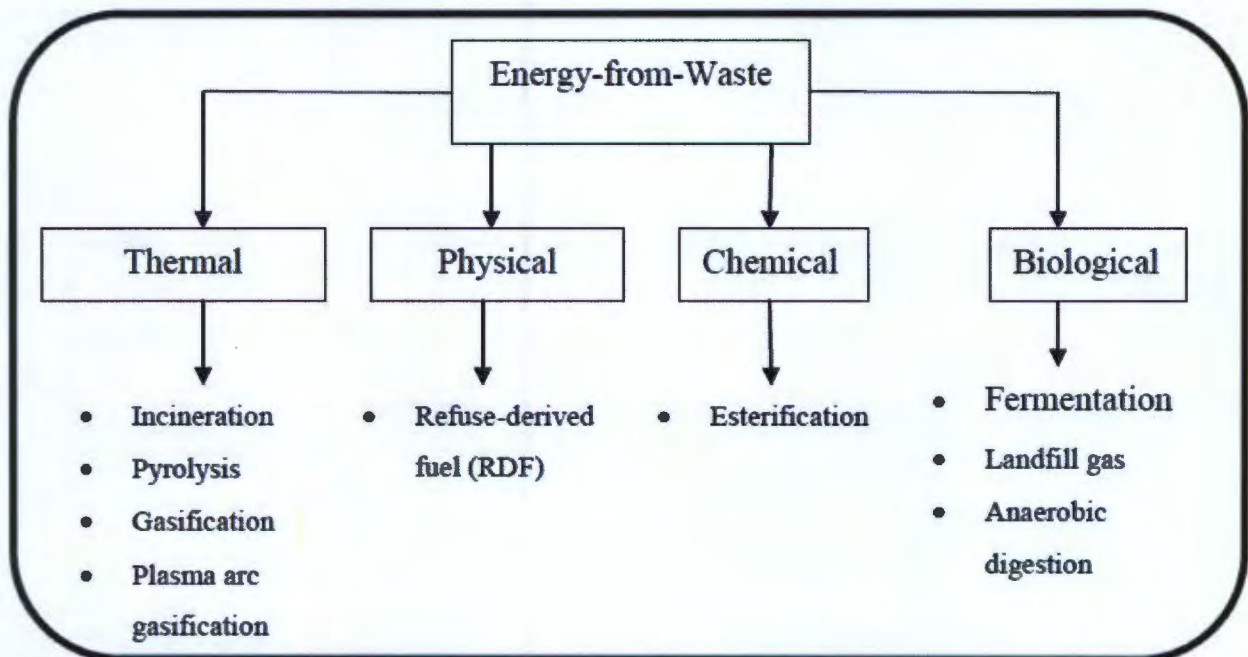 Energy-from-Waste
Thermal
Physical
Chemical
Biological
• Incineration
• Pyrolysis
• Gasification
• Plasma arc
gasification
• Refuse-derived
fuel (RDF)
• Esterification
• Fermentation
• Landfill gas
• Anaerobic
digestion